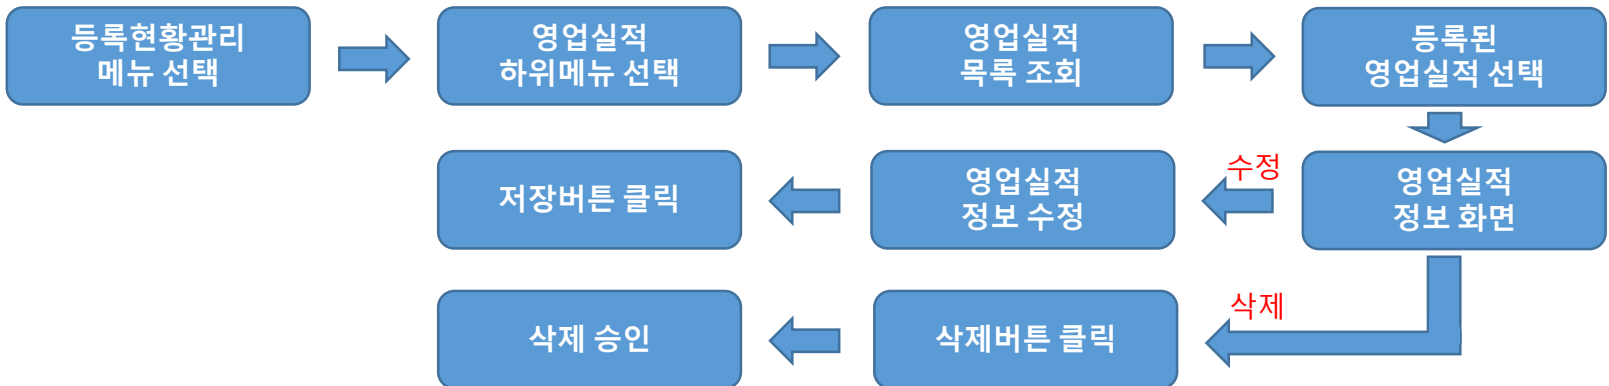 등록현황관리
메뉴 선택
영업실적
하위메뉴 선택
영업실적
목록 조회
등록된
영업실적 선택
영업실적
정보 화면
수정
영업실적
정보 수정
저장버튼 클릭
삭제
삭제버튼 클릭
삭제 승인